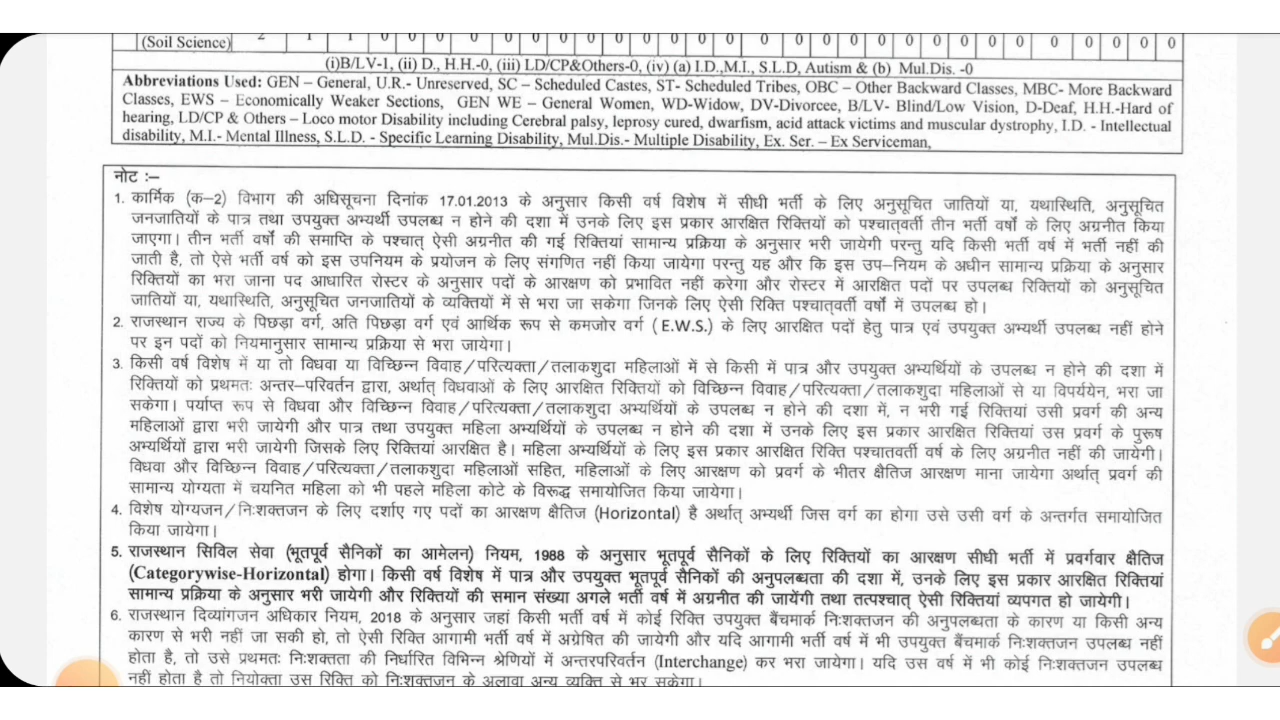 (Soil Science) 2 1 1 0 0 0 0 0 0 0 0 0 0 0 0 0 0 0 0 0 0 0 0 0 0 0 0 0
(i)B/LV-1, (ii) D., H.H.-0, (iii) LD/CP&Others-0, (iv) (a) I.D.,M.I., S.L.D, Autism & (b) Mul.Dis. -0
Abbreviations Used: GEN – General, U.R.- Unreserved, SC – Scheduled Castes, ST- Scheduled Tribes, OBC – Other Backward Classes, MBC- More Backward
Classes, EWS – Economically Weaker Sections, GEN WE – General Women, WD-Widow, DV-Divorcee, B/LV- Blind/Low Vision, D-Deaf, H.H.-Hard of
hearing, LD/CP & Others – Loco motor Disability including Cerebral palsy, leprosy cured, dwarfism, acid attack victims and muscular dystrophy, I.D. - Intellectual
disability, M.I.- Mental Illness, S.L.D. - Specific Learning Disability, Mul.Dis.- Multiple Disability, Ex. Ser. – Ex Serviceman,
नोट :–
1. कार्मिक (क–2) विभाग की अधिसूचना दिनांक 17.01.2013 के अनुसार किसी वर्ष विशेष में सीधी भर्ती के लिए अनुसूचित जातियों या, यथास्थिति, अनुसूचित
जनजातियों के पात्र तथा उपयुक्त अभ्यर्थी उपलब्ध न होने की दशा में उनके लिए इस प्रकार आरक्षित रिक्तियों को पश्चात्वर्ती तीन भर्ती वर्षों के लिए अग्रनीत किया
जाएगा। तीन भर्ती वर्षों की समाप्ति के पश्चात् ऐसी अग्रनीत की गई रिक्तियां सामान्य प्रक्रिया के अनुसार भरी जायेगी परन्तु यदि किसी भर्ती वर्ष में भर्ती नहीं की
जाती है, तो ऐसे भर्ती वर्ष को इस उपनियम के प्रयोजन के लिए संगणित नहीं किया जायेगा परन्तु यह और कि इस उप–नियम के अधीन सामान्य प्रक्रिया के अनुसार
रिक्तियों का भरा जाना पद आधारित रोस्टर के अनुसार पदों के आरक्षण को प्रभावित नहीं करेगा और रोस्टर में आरक्षित पदों पर उपलब्ध रिक्तियों को अनुसूचित
जातियों या, यथास्थिति, अनुसूचित जनजातियों के व्यक्तियों में से भरा जा सकेगा जिनके लिए ऐसी रिक्ति पश्चात्वर्ती वर्षों में उपलब्ध हो।
2. राजस्थान राज्य के पिछड़ा वर्ग, अति पिछड़ा वर्ग एवं आर्थिक रूप से कमजोर वर्ग ( E.W.S.) के लिए आरक्षित पदों हेतु पात्र एवं उपयुक्त अभ्यर्थी उपलब्ध नहीं होने
पर इन पदों को नियमानुसार सामान्य प्रक्रिया से भरा जायेगा।
3. किसी वर्ष विशेष में या तो विधवा या विच्छिन्न विवाह/परित्यक्ता/तलाकशुदा महिलाओं में से किसी में पात्र और उपयुक्त अभ्यर्थियों के उपलब्ध न होने की दशा में
रिक्तियों को प्रथमतः अन्तर–परिवर्तन द्वारा, अर्थात् विधवाओं के लिए आरक्षित रिक्तियों को विच्छिन्न विवाह/परित्यक्ता/तलाकशुदा महिलाओं से या विपर्ययेन, भरा जा
सकेगा। पर्याप्त रूप से विधवा और विच्छिन्न विवाह/परित्यक्ता/तलाकशुदा अभ्यर्थियों के उपलब्ध न होने की दशा में, न भरी गई रिक्तियां उसी प्रवर्ग की अन्य
महिलाओं द्वारा भरी जायेगी और पात्र तथा उपयुक्त महिला अभ्यर्थियों के उपलब्ध न होने की दशा में उनके लिए इस प्रकार आरक्षित रिक्तियां उस प्रवर्ग के पुरूष
अभ्यर्थियों द्वारा भरी जायेगी जिसके लिए रिक्तियां आरक्षित है। महिला अभ्यर्थियों के लिए इस प्रकार आरक्षित रिक्ति पश्चातवर्ती वर्ष के लिए अग्रनीत नहीं की जायेगी।
विधवा और विच्छिन्न विवाह/परित्यक्ता/तलाकशुदा महिलाओं सहित, महिलाओं के लिए आरक्षण को प्रवर्ग के भीतर क्षैतिज आरक्षण माना जायेगा अर्थात् प्रवर्ग की
सामान्य योग्यता में चयनित महिला को भी पहले महिला कोटे के विरूद्ध समायोजित किया जायेगा।
4. विशेष योग्यजन/निःशक्तजन के लिए दर्शाए गए पदों का आरक्षण क्षैतिज (Horizontal) है अर्थात् अभ्यर्थी जिस वर्ग का होगा उसे उसी वर्ग के अन्तर्गत समायोजित
किया जायेगा।
5. राजस्थान सिविल सेवा (भूतपूर्व सैनिकों का आमेलन) नियम, 1988 के अनुसार भूतपूर्व सैनिकों के लिए रिक्तियों का आरक्षण सीधी भर्ती में प्रवर्गवार क्षैतिज
(Categorywise-Horizontal) होगा। किसी वर्ष विशेष में पात्र और उपयुक्त भूतपूर्व सैनिकों की अनुपलब्धता की दशा में, उनके लिए इस प्रकार आरक्षित रिक्तियां
सामान्य प्रक्रिया के अनुसार भरी जायेगी और रिक्तियों की समान संख्या अगले भर्ती वर्ष में अग्रनीत की जायेंगी तथा तत्पश्चात् ऐसी रिक्तियां व्यपगत हो जायेगी।
6. राजस्थान दिव्यांगजन अधिकार नियम, 2018 के अनुसार जहां किसी भर्ती वर्ष में कोई रिक्ति उपयुक्त बैंचमार्क निःशक्तजन की अनुपलब्धता के कारण या किसी अन्य
कारण से भरी नहीं जा सकी हो, तो ऐसी रिक्ति आगामी भर्ती वर्ष में अग्रेषित की जायेगी और यदि आगामी भर्ती वर्ष में भी उपयुक्त बैंचमार्क निःशक्तजन उपलब्ध नहीं
होता है, तो उसे प्रथमतः निःशक्तता की निर्धारित विभिन्न श्रेणियों में अन्तरपरिवर्तन (Interchange) कर भरा जायेगा। यदि उस वर्ष में भी कोई निःशक्तजन उपलब्ध
नहीं होता है तो नियोक्ता उस रिक्ति को निःशक्तजन के अलावा अन्य व्यक्ति से भर सकेगा।